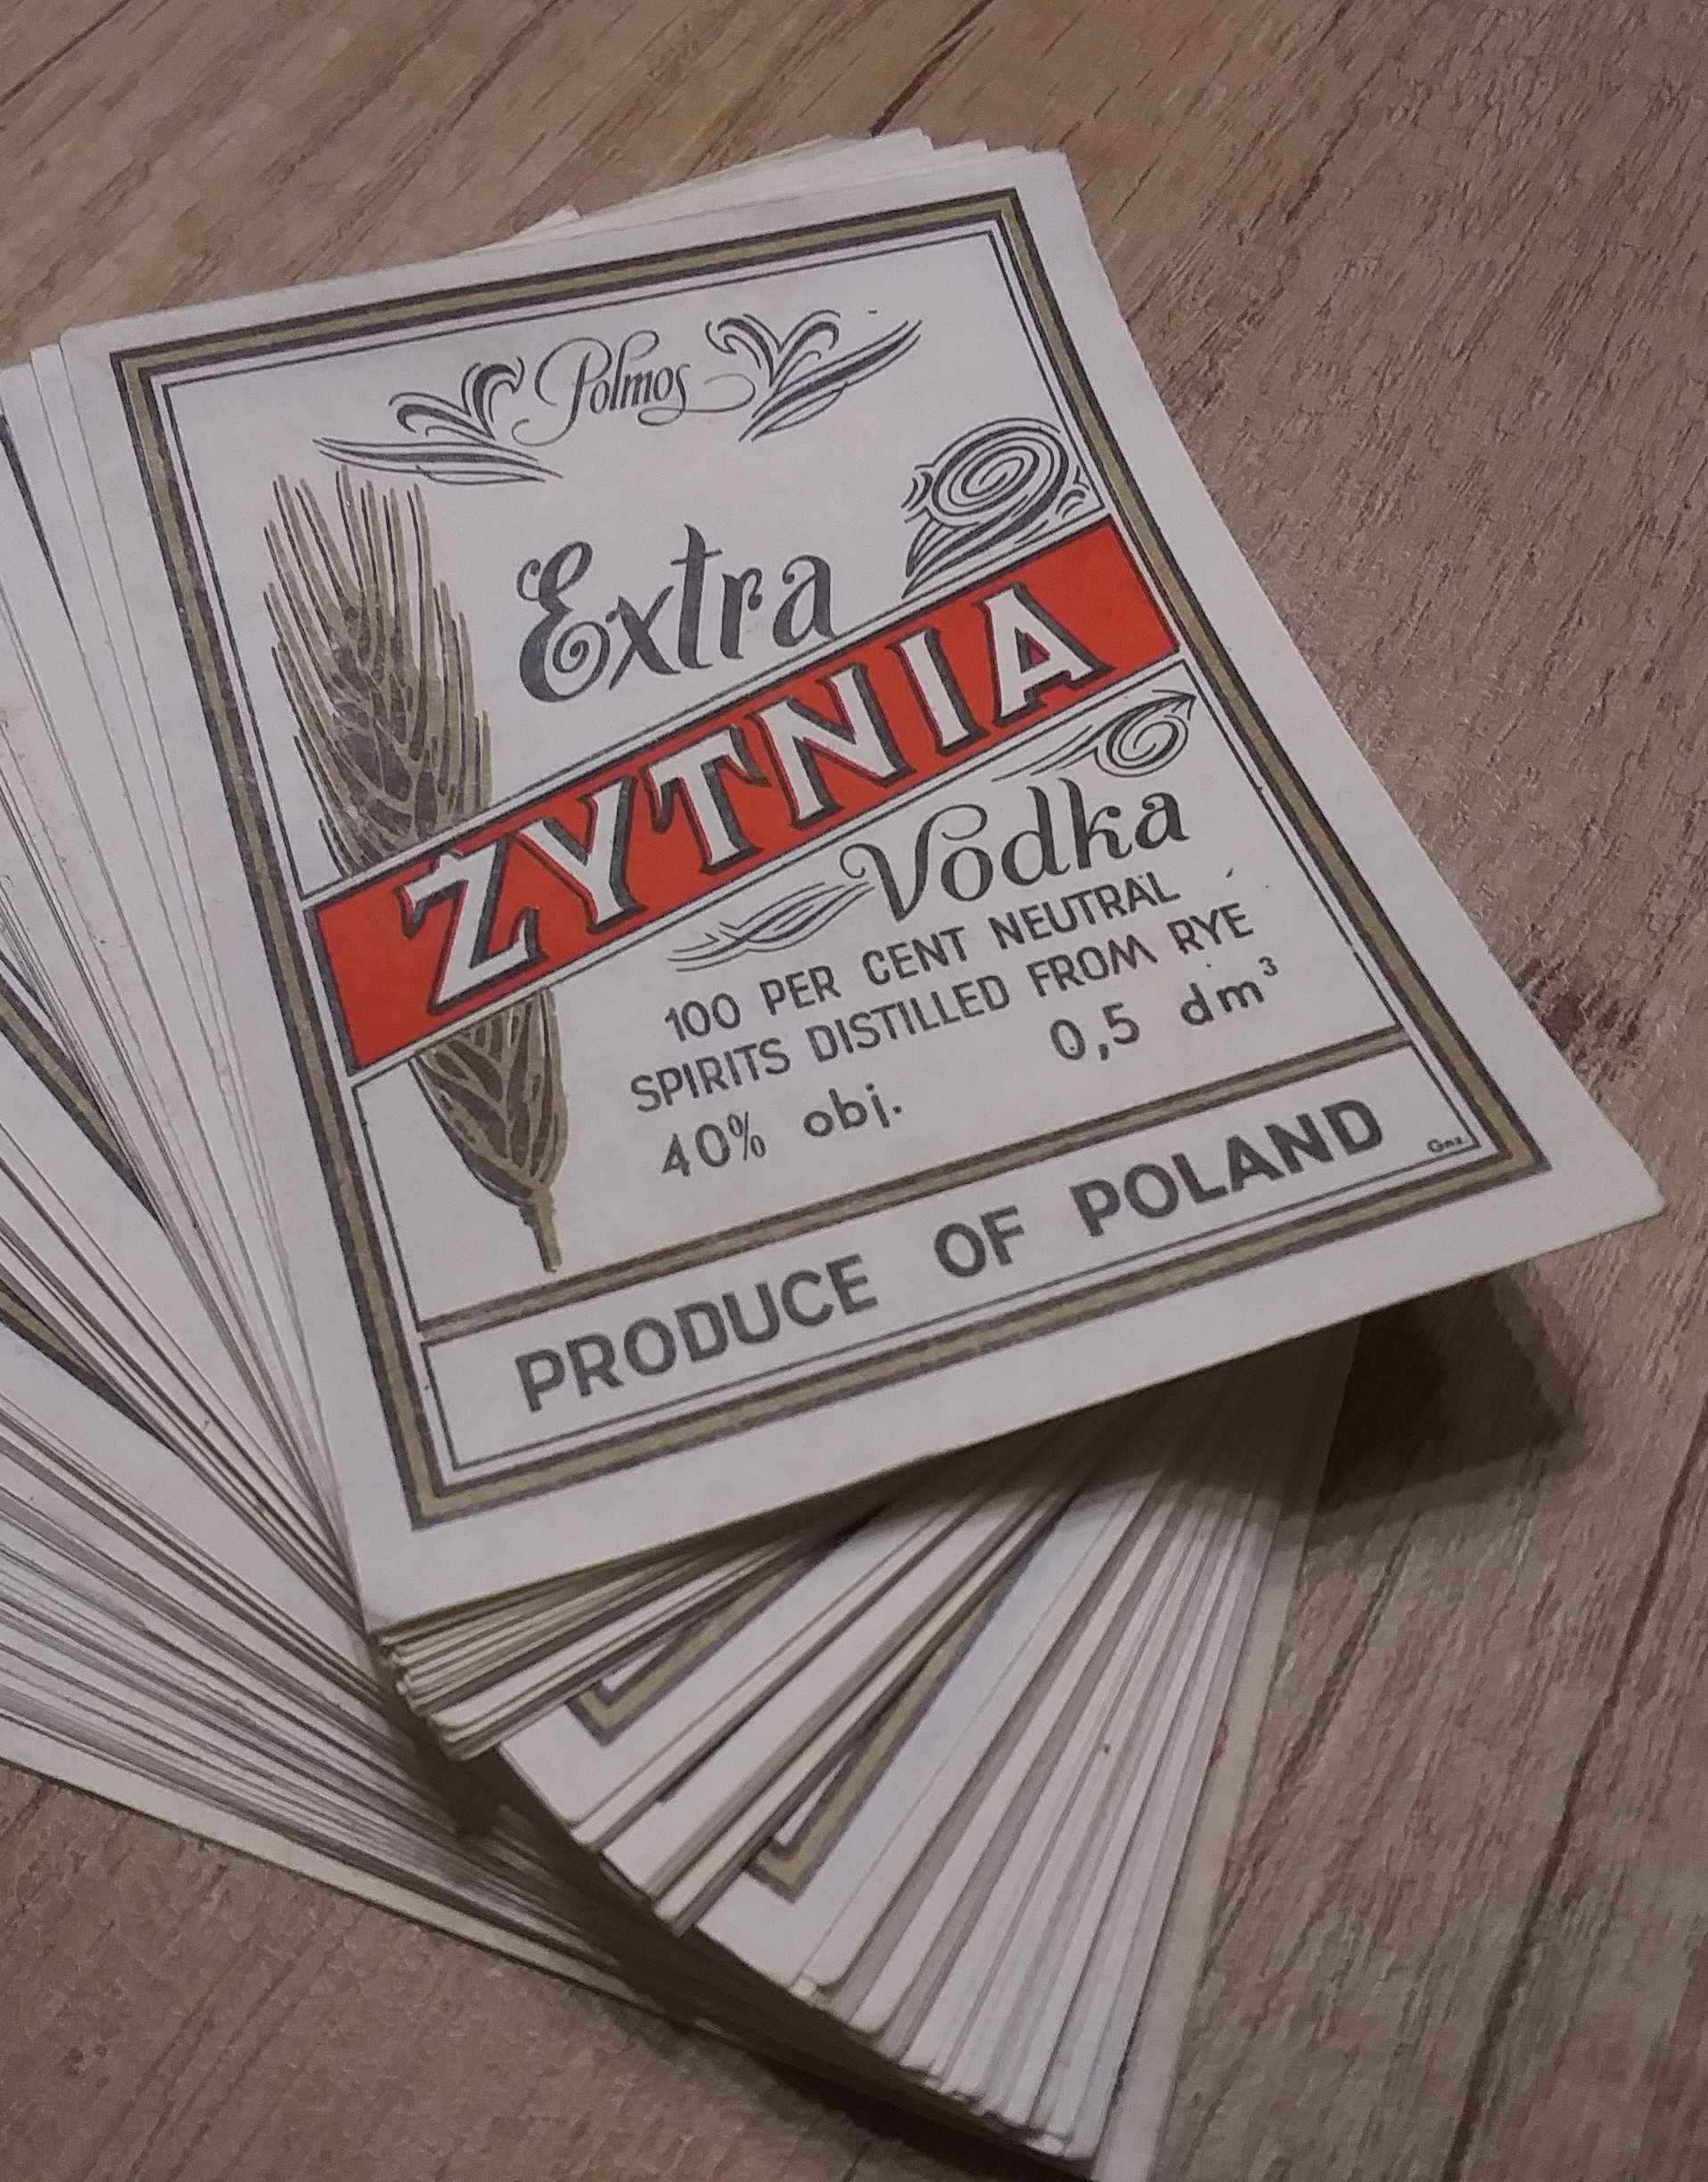 Polmos
Extra
ŻYTNIA
Vodka
100 PER CENT NEUTRAL
SPIRITS DISTILLED FROM RYE
40% obj. 0,5 dm³
PRODUCE OF POLAND